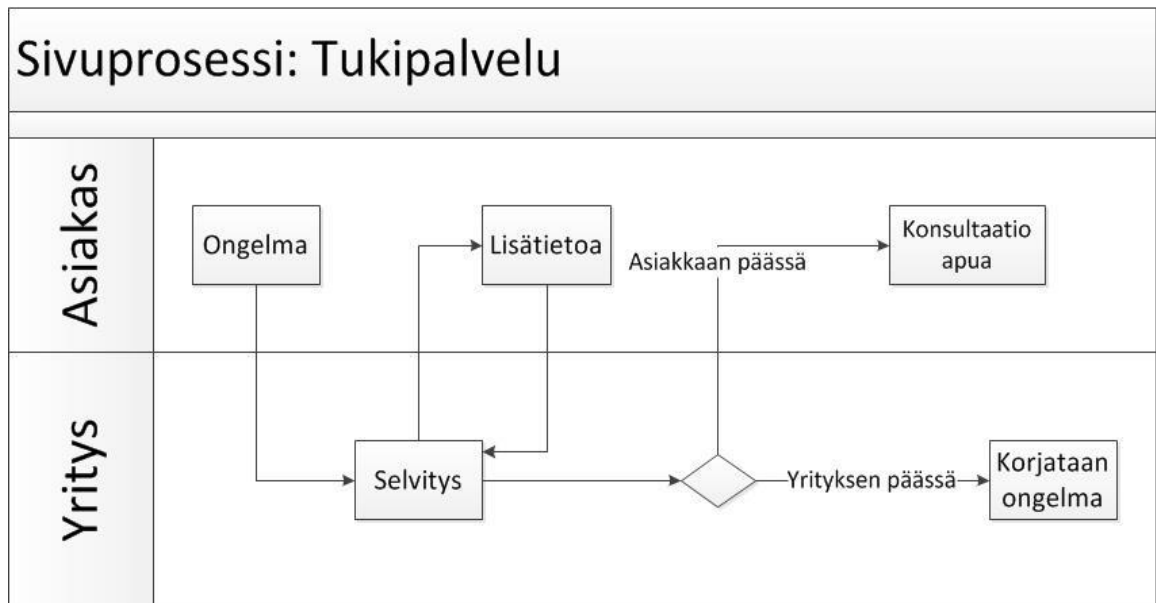 Sivuprosessi: Tukipalvelu
Asiakas
Ongelma
Lisätietoa
Asiakkaan päässä
Konsultaatio
apua
Yritys
Selvitys
Yrityksen päässä
Korjataan
ongelma